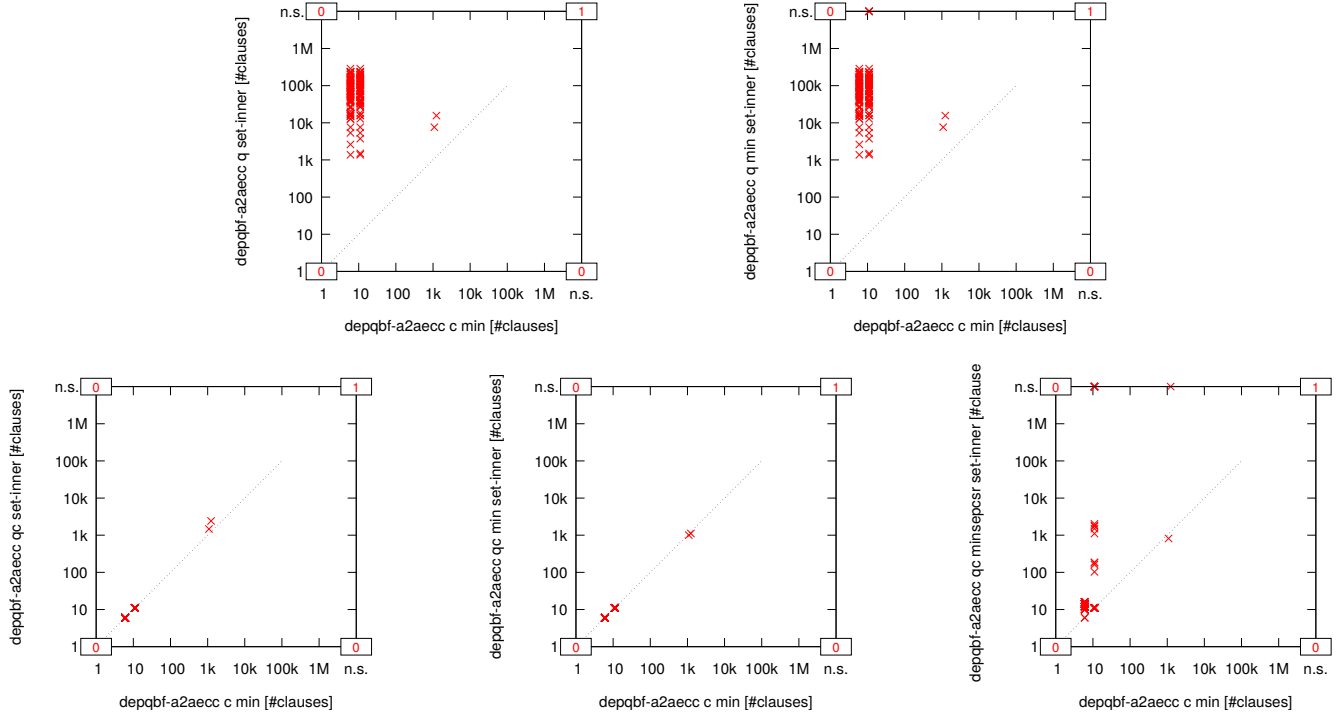 depqbf-a2aecc q set-inner [#clauses]
n.s.
1M
100k
10k
1k
100
10
1
0
1
0
0
1 10 100 1k 10k 100k 1M n.s.
depqbf-a2aecc c min [#clauses]
depqbf-a2aecc q min set-inner [#clauses]
n.s.
1M
100k
10k
1k
100
10
1
0
1
0
0
1 10 100 1k 10k 100k 1M n.s.
depqbf-a2aecc c min [#clauses]
depqbf-a2aecc qc set-inner [#clauses]
n.s.
1M
100k
10k
1k
100
10
1
0
1
0
0
1 10 100 1k 10k 100k 1M n.s.
depqbf-a2aecc c min [#clauses]
depqbf-a2aecc qc min set-inner [#clauses]
n.s.
1M
100k
10k
1k
100
10
1
0
1
0
0
1 10 100 1k 10k 100k 1M n.s.
depqbf-a2aecc c min [#clauses]
depqbf-a2aecc qc minsepcsr set-inner [#clause
n.s.
1M
100k
10k
1k
100
10
1
0
1
0
0
1 10 100 1k 10k 100k 1M n.s.
depqbf-a2aecc c min [#clauses]